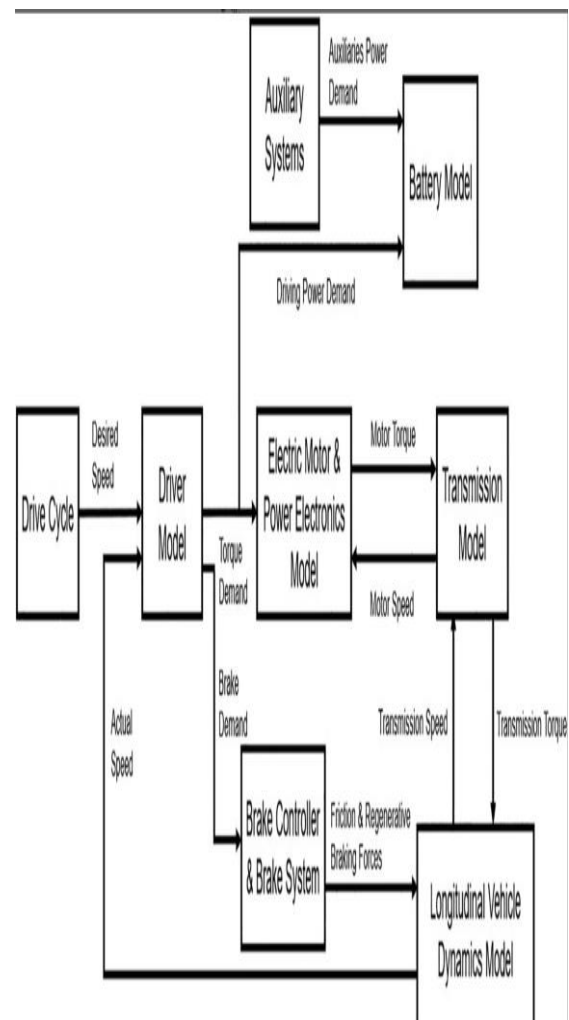 Auxiliary
Systems
Auxiliaries Power
Demand
Battery Model
Driving Power Demand
Drive Cycle
Desired
Speed
Driver
Model
Torque
Demand
Electric Motor &
Power Electronics
Model
Motor Torque
Motor Speed
Transmission
Model
Actual
Speed
Brake
Demand
Brake Controller
& Brake System
Friction & Regenerative
Braking Forces
Transmission Speed
Transmission Torque
Longitudinal Vehicle
Dynamics Model